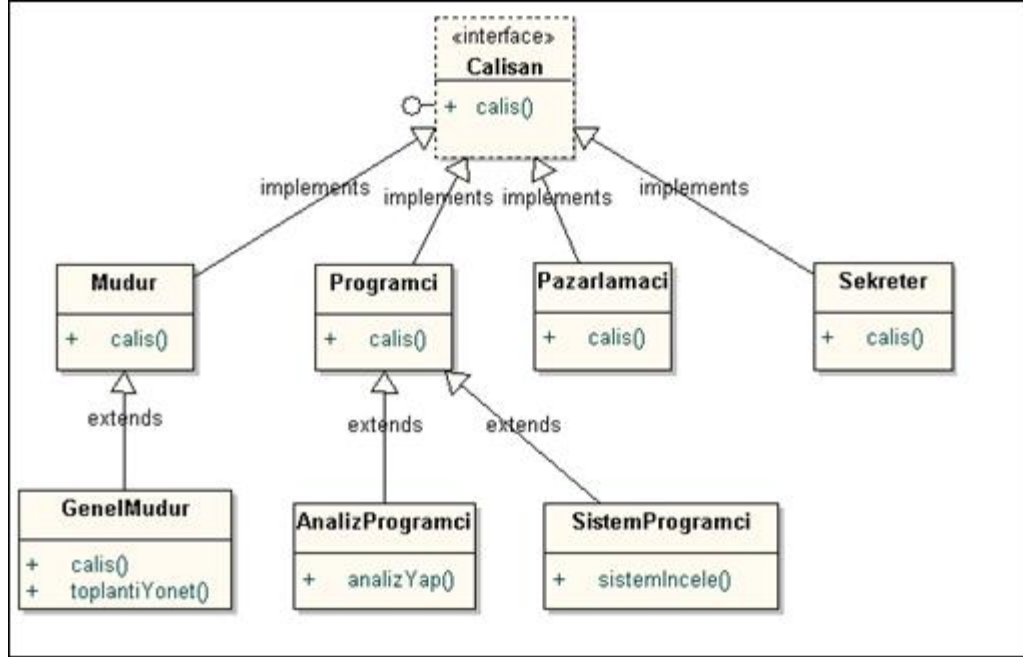 «interface»
Calisan
+ calis()
implements
implements
implements
implements
Mudur
+ calis()
Programci
+ calis()
Pazarlamaci
+ calis()
Sekreter
+ calis()
extends
extends
extends
GenelMudur
+ calis()
+ toplantiYonet()
AnalizProgramci
+ analizYap()
SistemProgramci
+ sistemIncele()